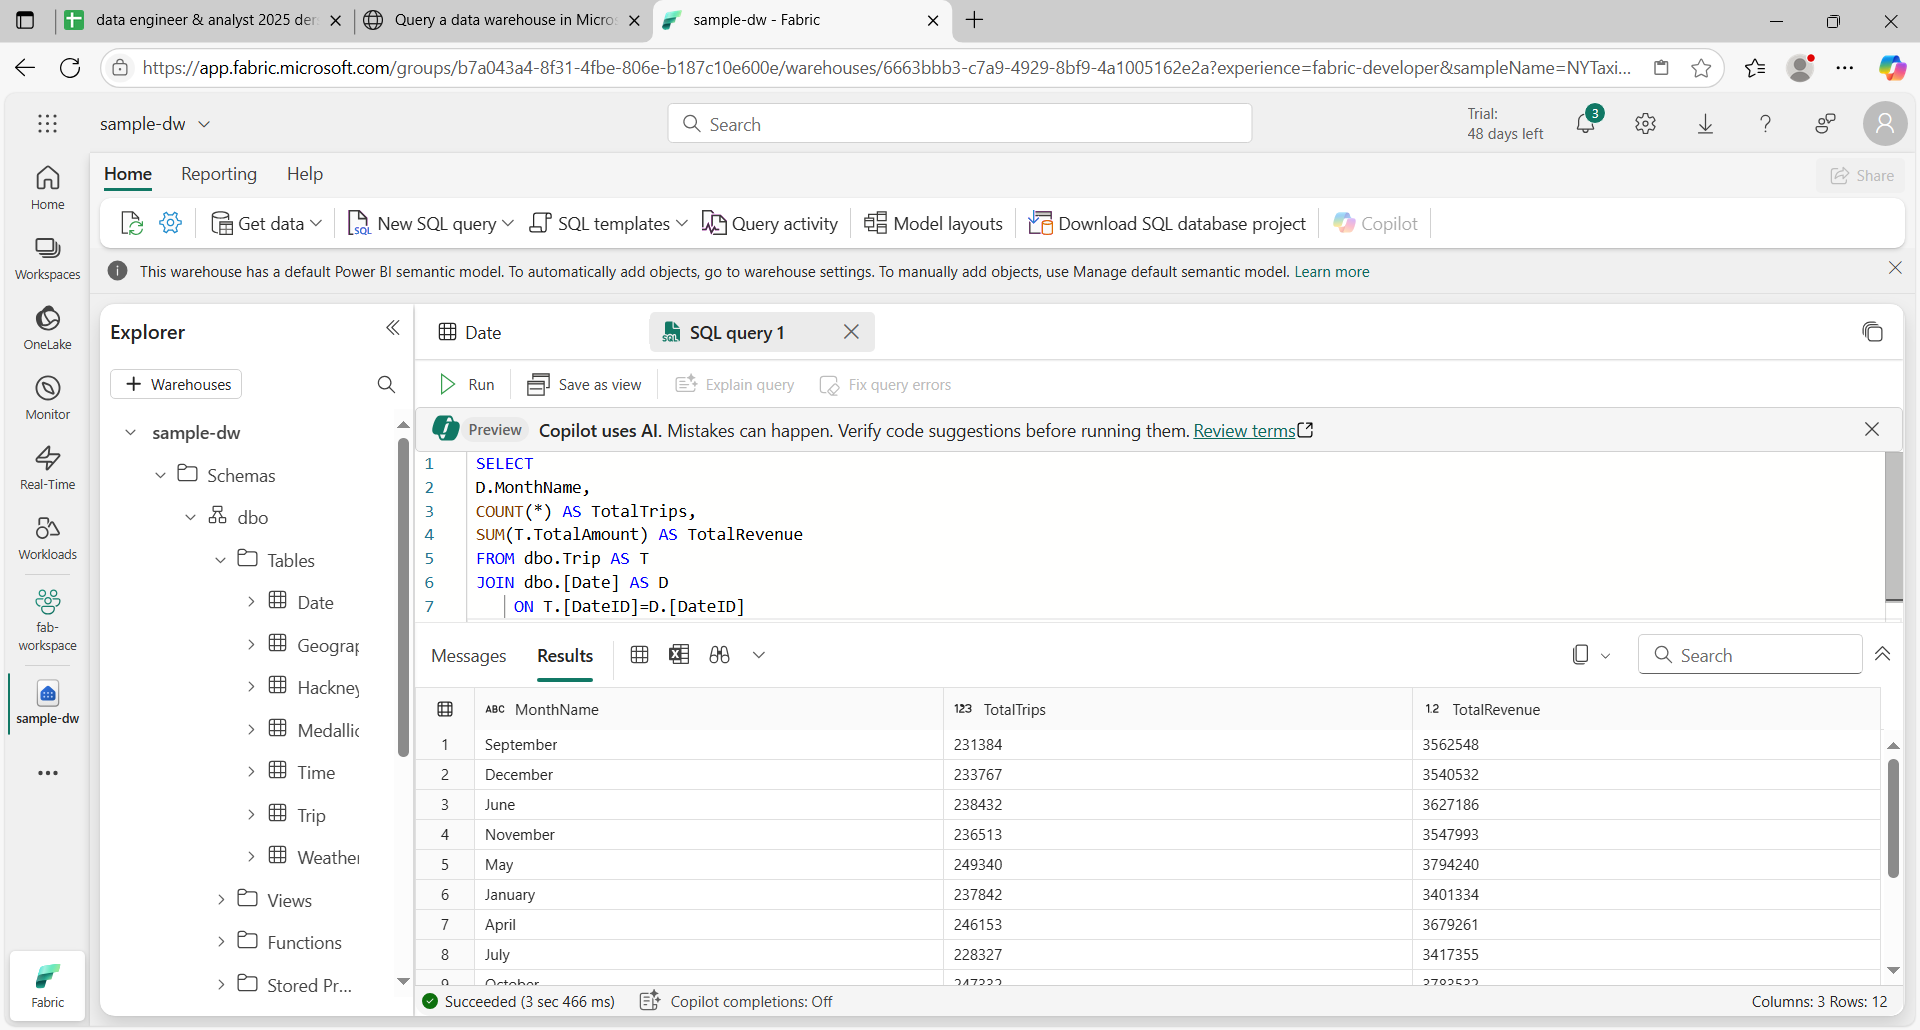 data engineer & analyst 2025 der
Query a data warehouse in Micros
sample-dw - Fabric
https://app.fabric.microsoft.com/groups/b7a043a4-8f31-4fbe-806e-b187c10e600e/warehouses/6663bbb3-c7a9-4929-8bf9-4a1005162e2a?experience=fabric-developer&sampleName=NYTaxi...
sample-dw
Search
Trial:
48 days left
3
Home
Reporting
Help
Share
Get data
New SQL query
SQL templates
Query activity
Model layouts
Download SQL database project
Copilot
This warehouse has a default Power BI semantic model. To automatically add objects, go to warehouse settings. To manually add objects, use Manage default semantic model. Learn more
Home
Workspaces
OneLake
Monitor
Real-Time
Workloads
fab-
workspace
sample-dw
Fabric
Explorer
Warehouses
sample-dw
Schemas
dbo
Tables
Date
Geograp
Hackney
Medallic
Time
Trip
Weather
Views
Functions
Stored Pr...
Date
SQL query 1
Run
Save as view
Explain query
Fix query errors
Preview
Copilot uses AI. Mistakes can happen. Verify code suggestions before running them. Review terms
1 SELECT
2 D.MonthName,
3 COUNT(*) AS TotalTrips,
4 SUM(T.TotalAmount) AS TotalRevenue
5 FROM dbo.Trip AS T
6 JOIN dbo.[Date] AS D
7 ON T.[DateID]=D.[DateID]
Messages
Results
Search
ABC MonthName 123 TotalTrips 1.2 TotalRevenue
1 September 231384 3562548
2 December 233767 3540532
3 June 238432 3627186
4 November 236513 3547993
5 May 249340 3794240
6 January 237842 3401334
7 April 246153 3679261
8 July 228327 3417355
9 October 247332 3783532
Succeeded (3 sec 466 ms)
Copilot completions: Off
Columns: 3 Rows: 12